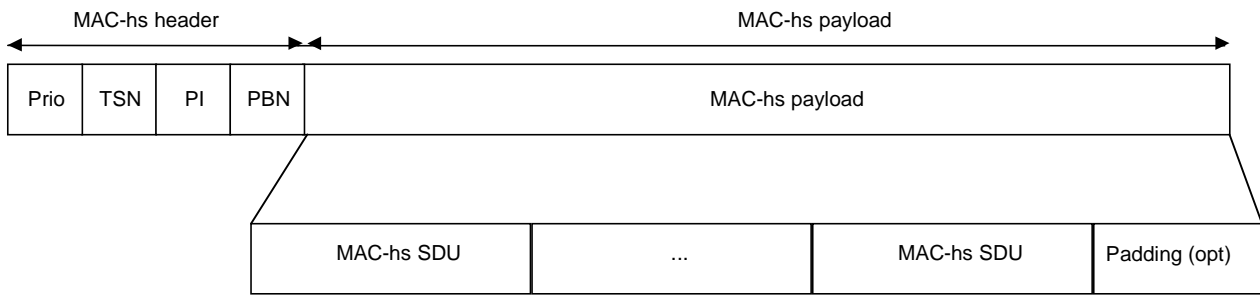 MAC-hs header MAC-hs payload
Prio TSN PI PBN MAC-hs payload
MAC-hs SDU ... MAC-hs SDU Padding (opt)